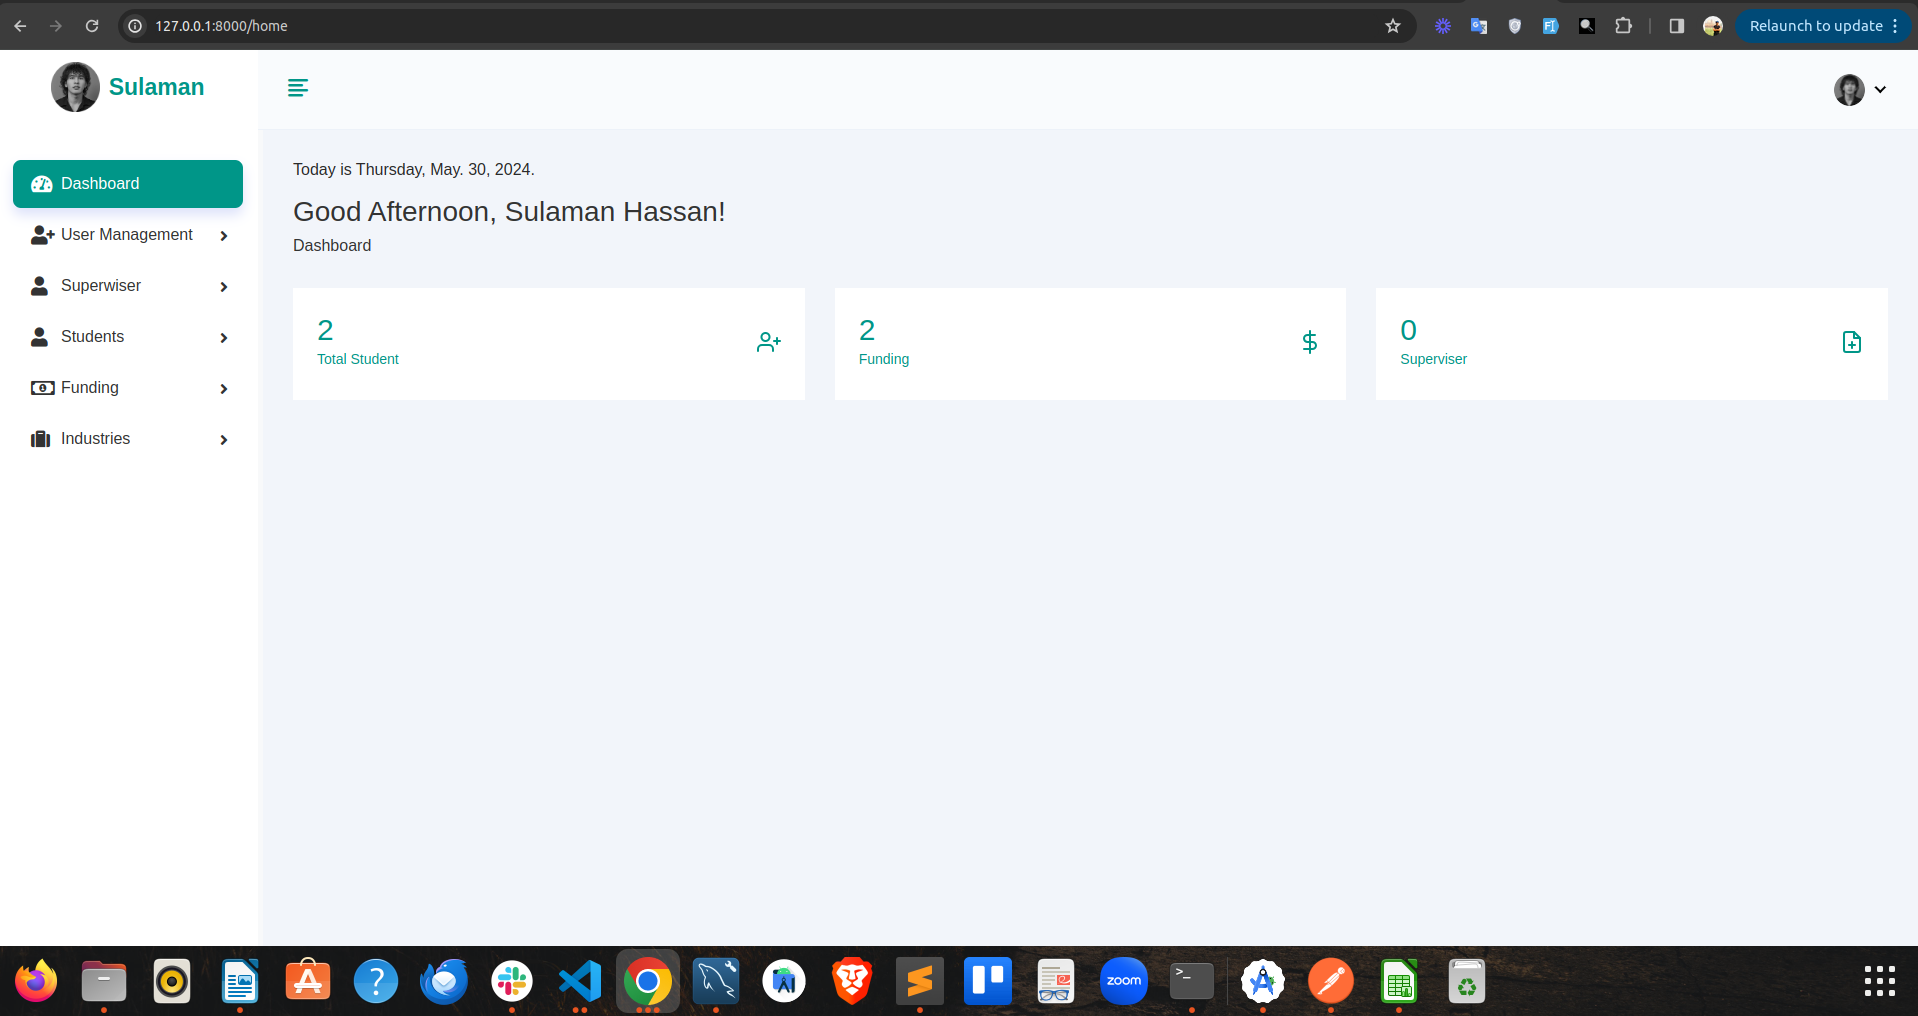 127.0.0.1:8000/home
Relaunch to update
Sulaman
Dashboard
User Management
Superwiser
Students
Funding
Industries
Today is Thursday, May. 30, 2024.
Good Afternoon, Sulaman Hassan!
Dashboard
2
Total Student
2
Funding
0
Superviser
zoom